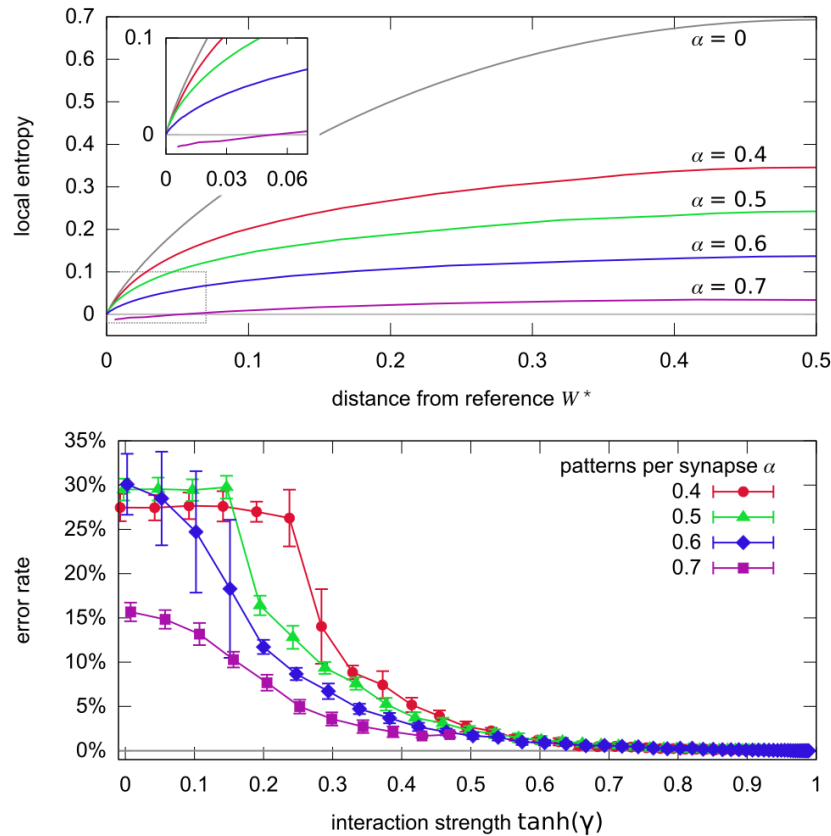 0.7
0.6
0.5
0.4
0.3
0.2
0.1
0
local entropy
0.1
0
0 0.03 0.06
α = 0
α = 0.4
α = 0.5
α = 0.6
α = 0.7
0 0.1 0.2 0.3 0.4 0.5
distance from reference W⋆
35%
30%
25%
20%
15%
10%
5%
0%
error rate
patterns per synapse α
0.4
0.5
0.6
0.7
0 0.1 0.2 0.3 0.4 0.5 0.6 0.7 0.8 0.9 1
interaction strength tanh(γ)